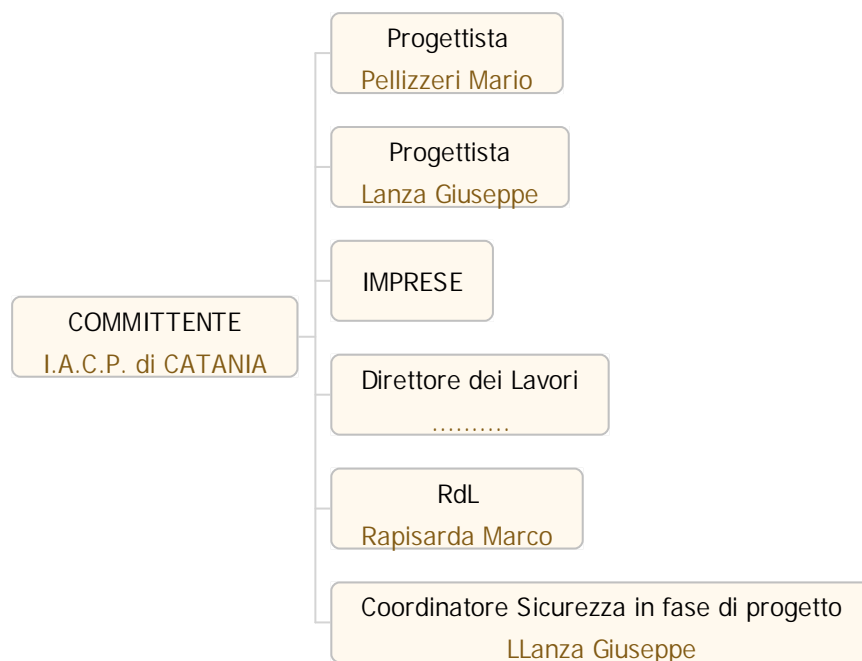 Progettista
Pellizzeri Mario
Progettista
Lanza Giuseppe
IMPRESE
COMMITTENTE
I.A.C.P. di CATANIA
Direttore dei Lavori
..........
RdL
Rapisarda Marco
Coordinatore Sicurezza in fase di progetto
LLanza Giuseppe